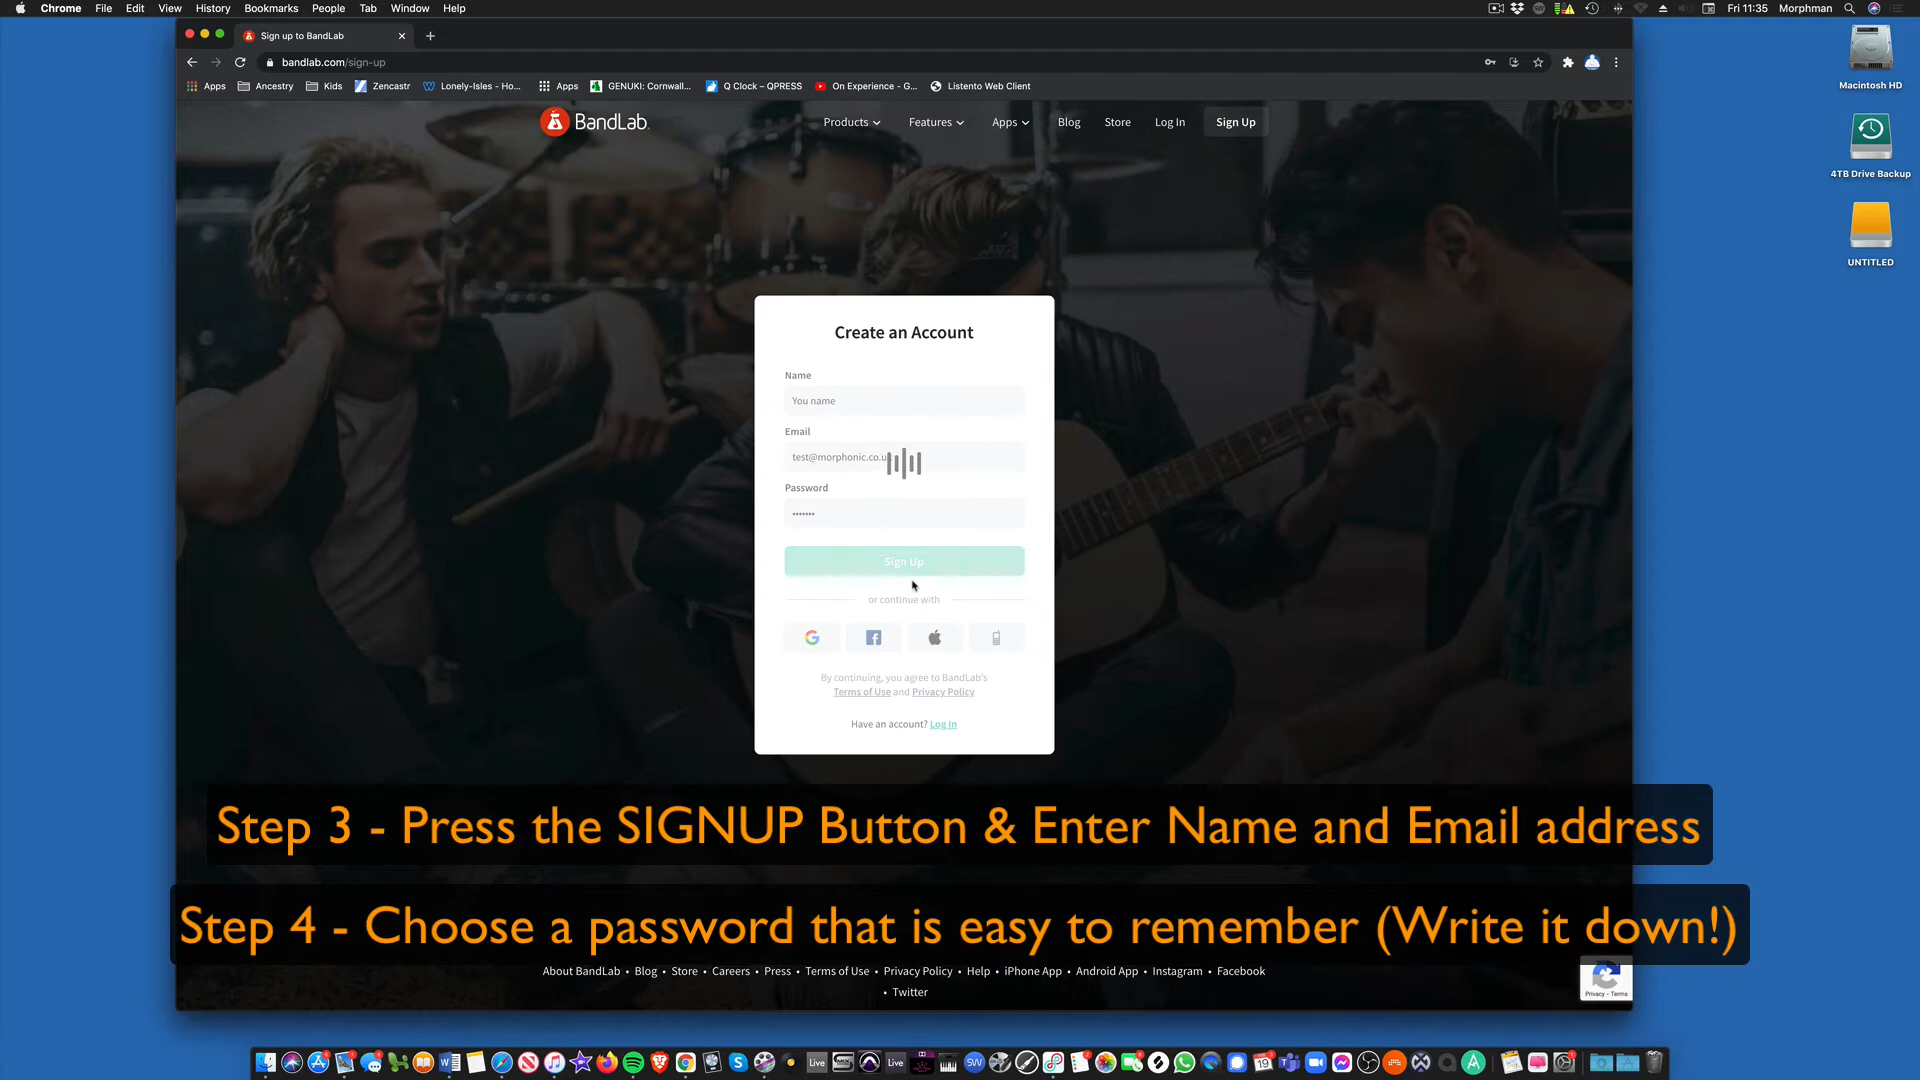 Chrome File Edit View History Bookmarks People Tab Window Help
Fri 11:35 Morphman
Sign up to BandLab
bandlab.com/sign-up
Apps Ancestry Kids Zencastr Lonely-Isles - Ho... Apps GENUKI: Cornwall... Q Clock – QPRESS On Experience - G... Listento Web Client
Macintosh HD
4TB Drive Backup
UNTITLED
BandLab
Products Features Apps Blog Store Log In Sign Up
Create an Account
Name
You name
Email
test@morphonic.co.uk
Password
•••••••
Sign Up
or continue with
By continuing, you agree to BandLab's
Terms of Use and Privacy Policy
Have an account? Log In
Step 3 - Press the SIGNUP Button & Enter Name and Email address
Step 4 - Choose a password that is easy to remember (Write it down!)
About BandLab • Blog • Store • Careers • Press • Terms of Use • Privacy Policy • Help • iPhone App • Android App • Instagram • Facebook
• Twitter
Privacy - Terms
Live Live SW